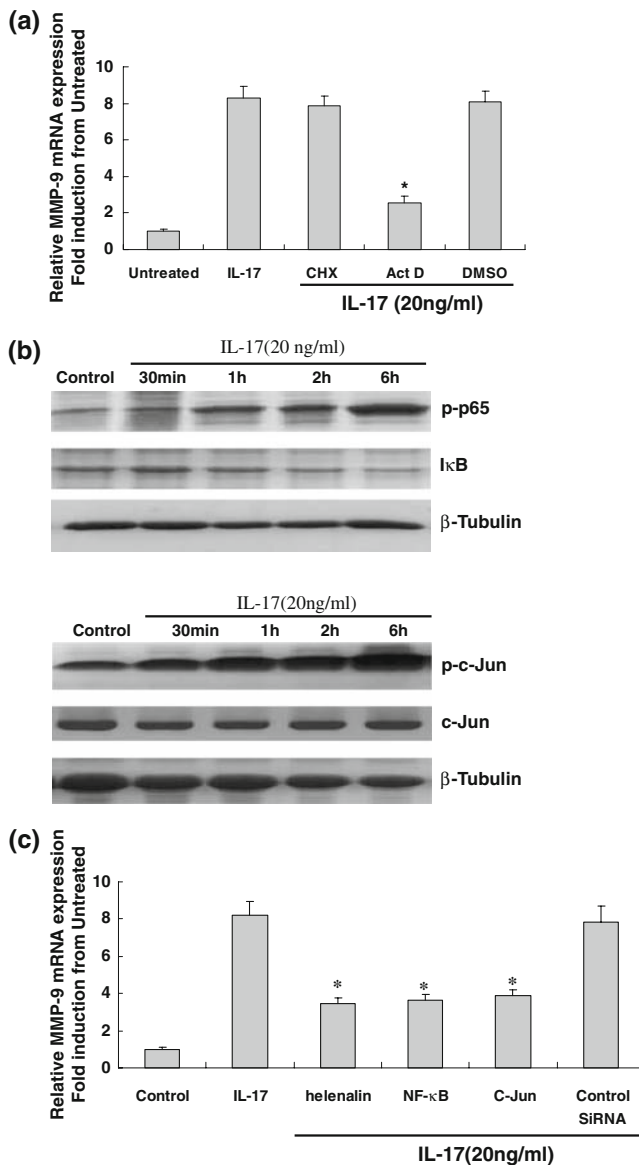 (a)
Relative MMP-9 mRNA expression
Fold induction from Untreated
10
8
6
4
2
0
*
Untreated IL-17 CHX Act D DMSO
IL-17 (20ng/ml)
(b)
IL-17(20 ng/ml)
Control 30min 1h 2h 6h
p-p65
IκB
β-Tubulin
IL-17(20ng/ml)
Control 30min 1h 2h 6h
p-c-Jun
c-Jun
β-Tubulin
(c)
Relative MMP-9 mRNA expression
Fold induction from Untreated
10
8
6
4
2
0
* * *
Control IL-17 helenalin NF-κB C-Jun Control
SiRNA
IL-17(20ng/ml)